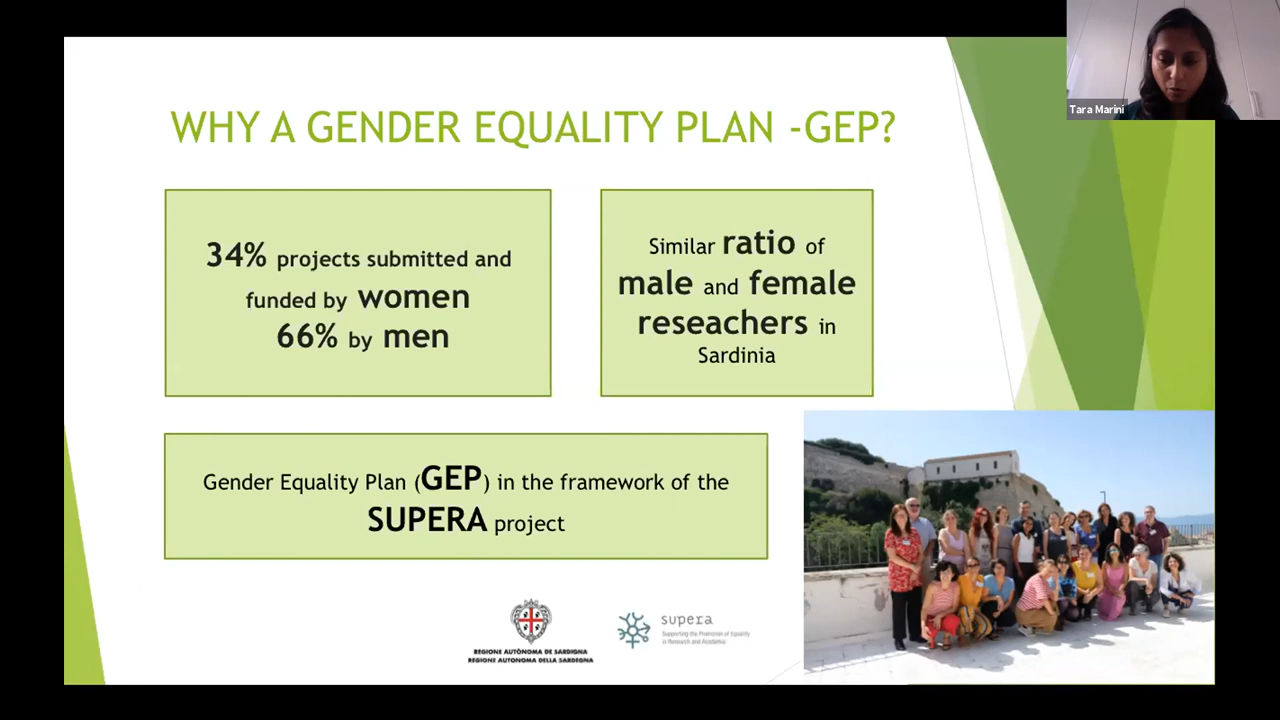 Tara Marini
WHY A GENDER EQUALITY PLAN -GEP?
34% projects submitted and
funded by women
66% by men
Similar ratio of
male and female
reseachers in
Sardinia
Gender Equality Plan (GEP) in the framework of the
SUPERA project
REGIONE AUTÒNOMA DE SARDIGNA
REGIONE AUTONOMA DELLA SARDEGNA
supera
Supporting the Promotion of Equality
in Research and Academia